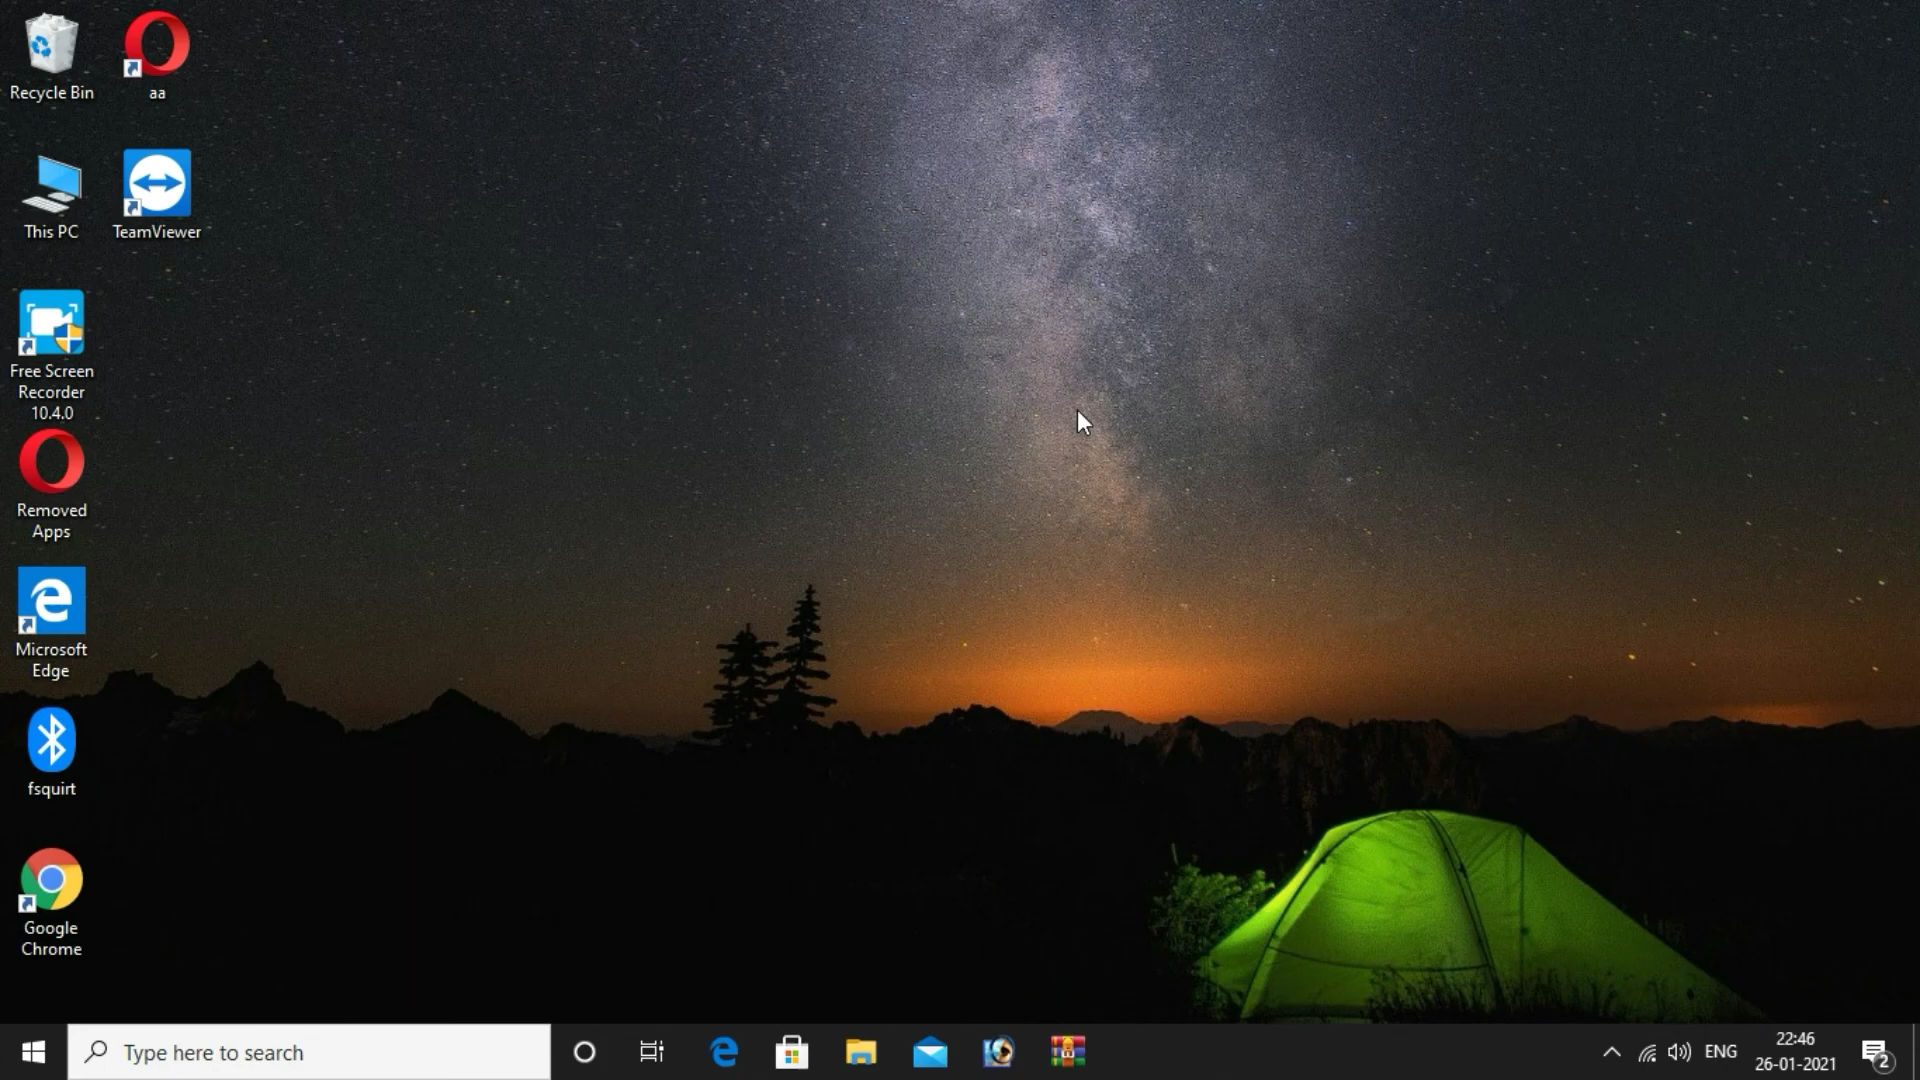 Recycle Bin
aa
This PC
TeamViewer
Free Screen
Recorder
10.4.0
Removed
Apps
Microsoft
Edge
fsquirt
Google
Chrome
Type here to search
ENG
22:46
26-01-2021
2